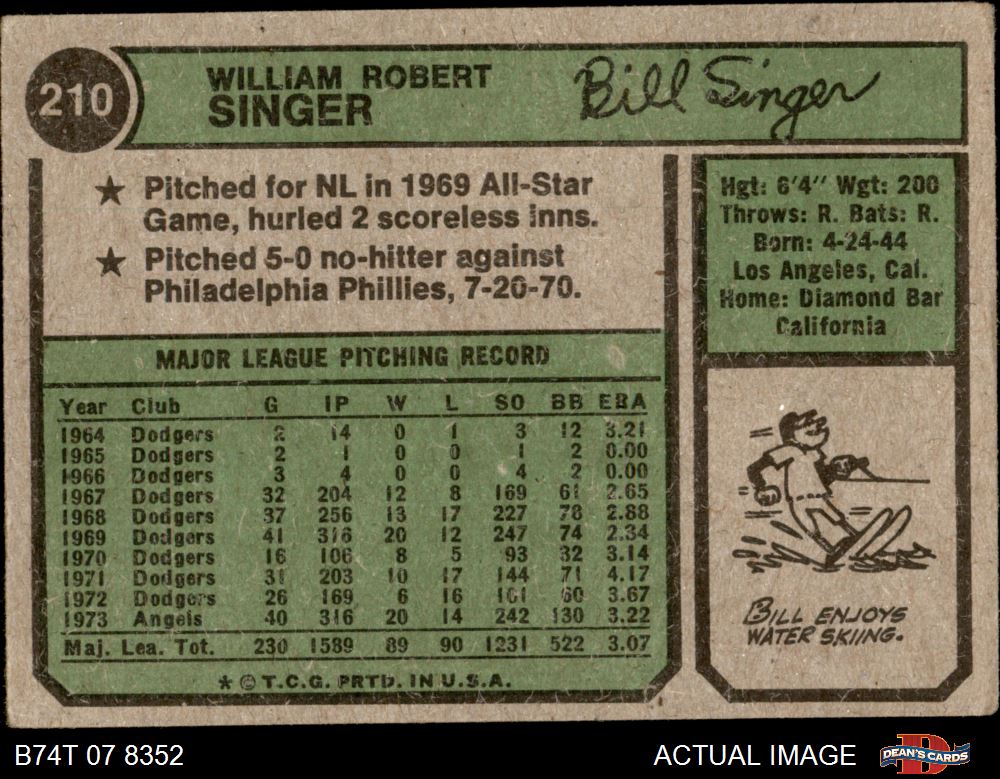 210
WILLIAM ROBERT
SINGER
Bill Singer
★ Pitched for NL in 1969 All-Star
Game, hurled 2 scoreless inns.
★ Pitched 5-0 no-hitter against
Philadelphia Phillies, 7-20-70.
Hgt: 6'4" Wgt: 200
Throws: R. Bats: R.
Born: 4-24-44
Los Angeles, Cal.
Home: Diamond Bar
California
MAJOR LEAGUE PITCHING RECORD
Year Club G IP W L SO BB ERA
1964 Dodgers 2 14 0 1 3 12 3.21
1965 Dodgers 2 1 0 0 1 2 0.00
1966 Dodgers 3 4 0 0 4 2 0.00
1967 Dodgers 32 204 12 8 169 61 2.65
1968 Dodgers 37 256 13 17 227 78 2.88
1969 Dodgers 41 316 20 12 247 74 2.34
1970 Dodgers 16 106 8 5 93 32 3.14
1971 Dodgers 31 203 10 17 144 71 4.17
1972 Dodgers 26 169 6 16 101 60 3.67
1973 Angels 40 316 20 14 242 130 3.22
Maj. Lea. Tot. 230 1589 89 90 1231 522 3.07
★ © T.C.G. PRTD. IN U.S.A.
BILL ENJOYS
WATER SKIING.
B74T 07 8352
ACTUAL IMAGE
DEAN'S CARDS